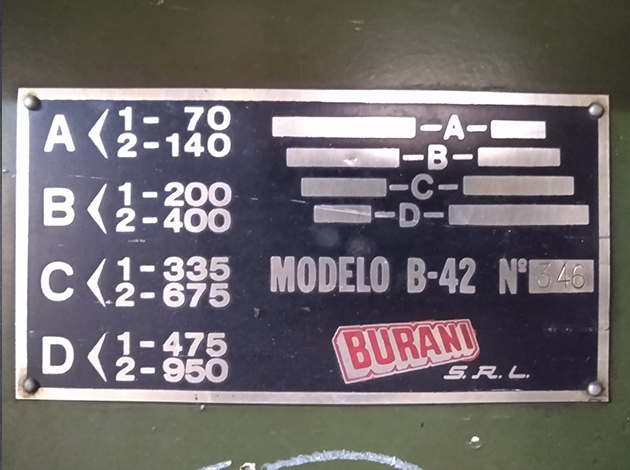 A < 1- 70
2-140
B < 1-200
2-400
C < 1-335
2-675
D < 1-475
2-950
-A-
-B-
-C-
-D-
MODELO B-42 Nº 346
BURANI
S.R.L.